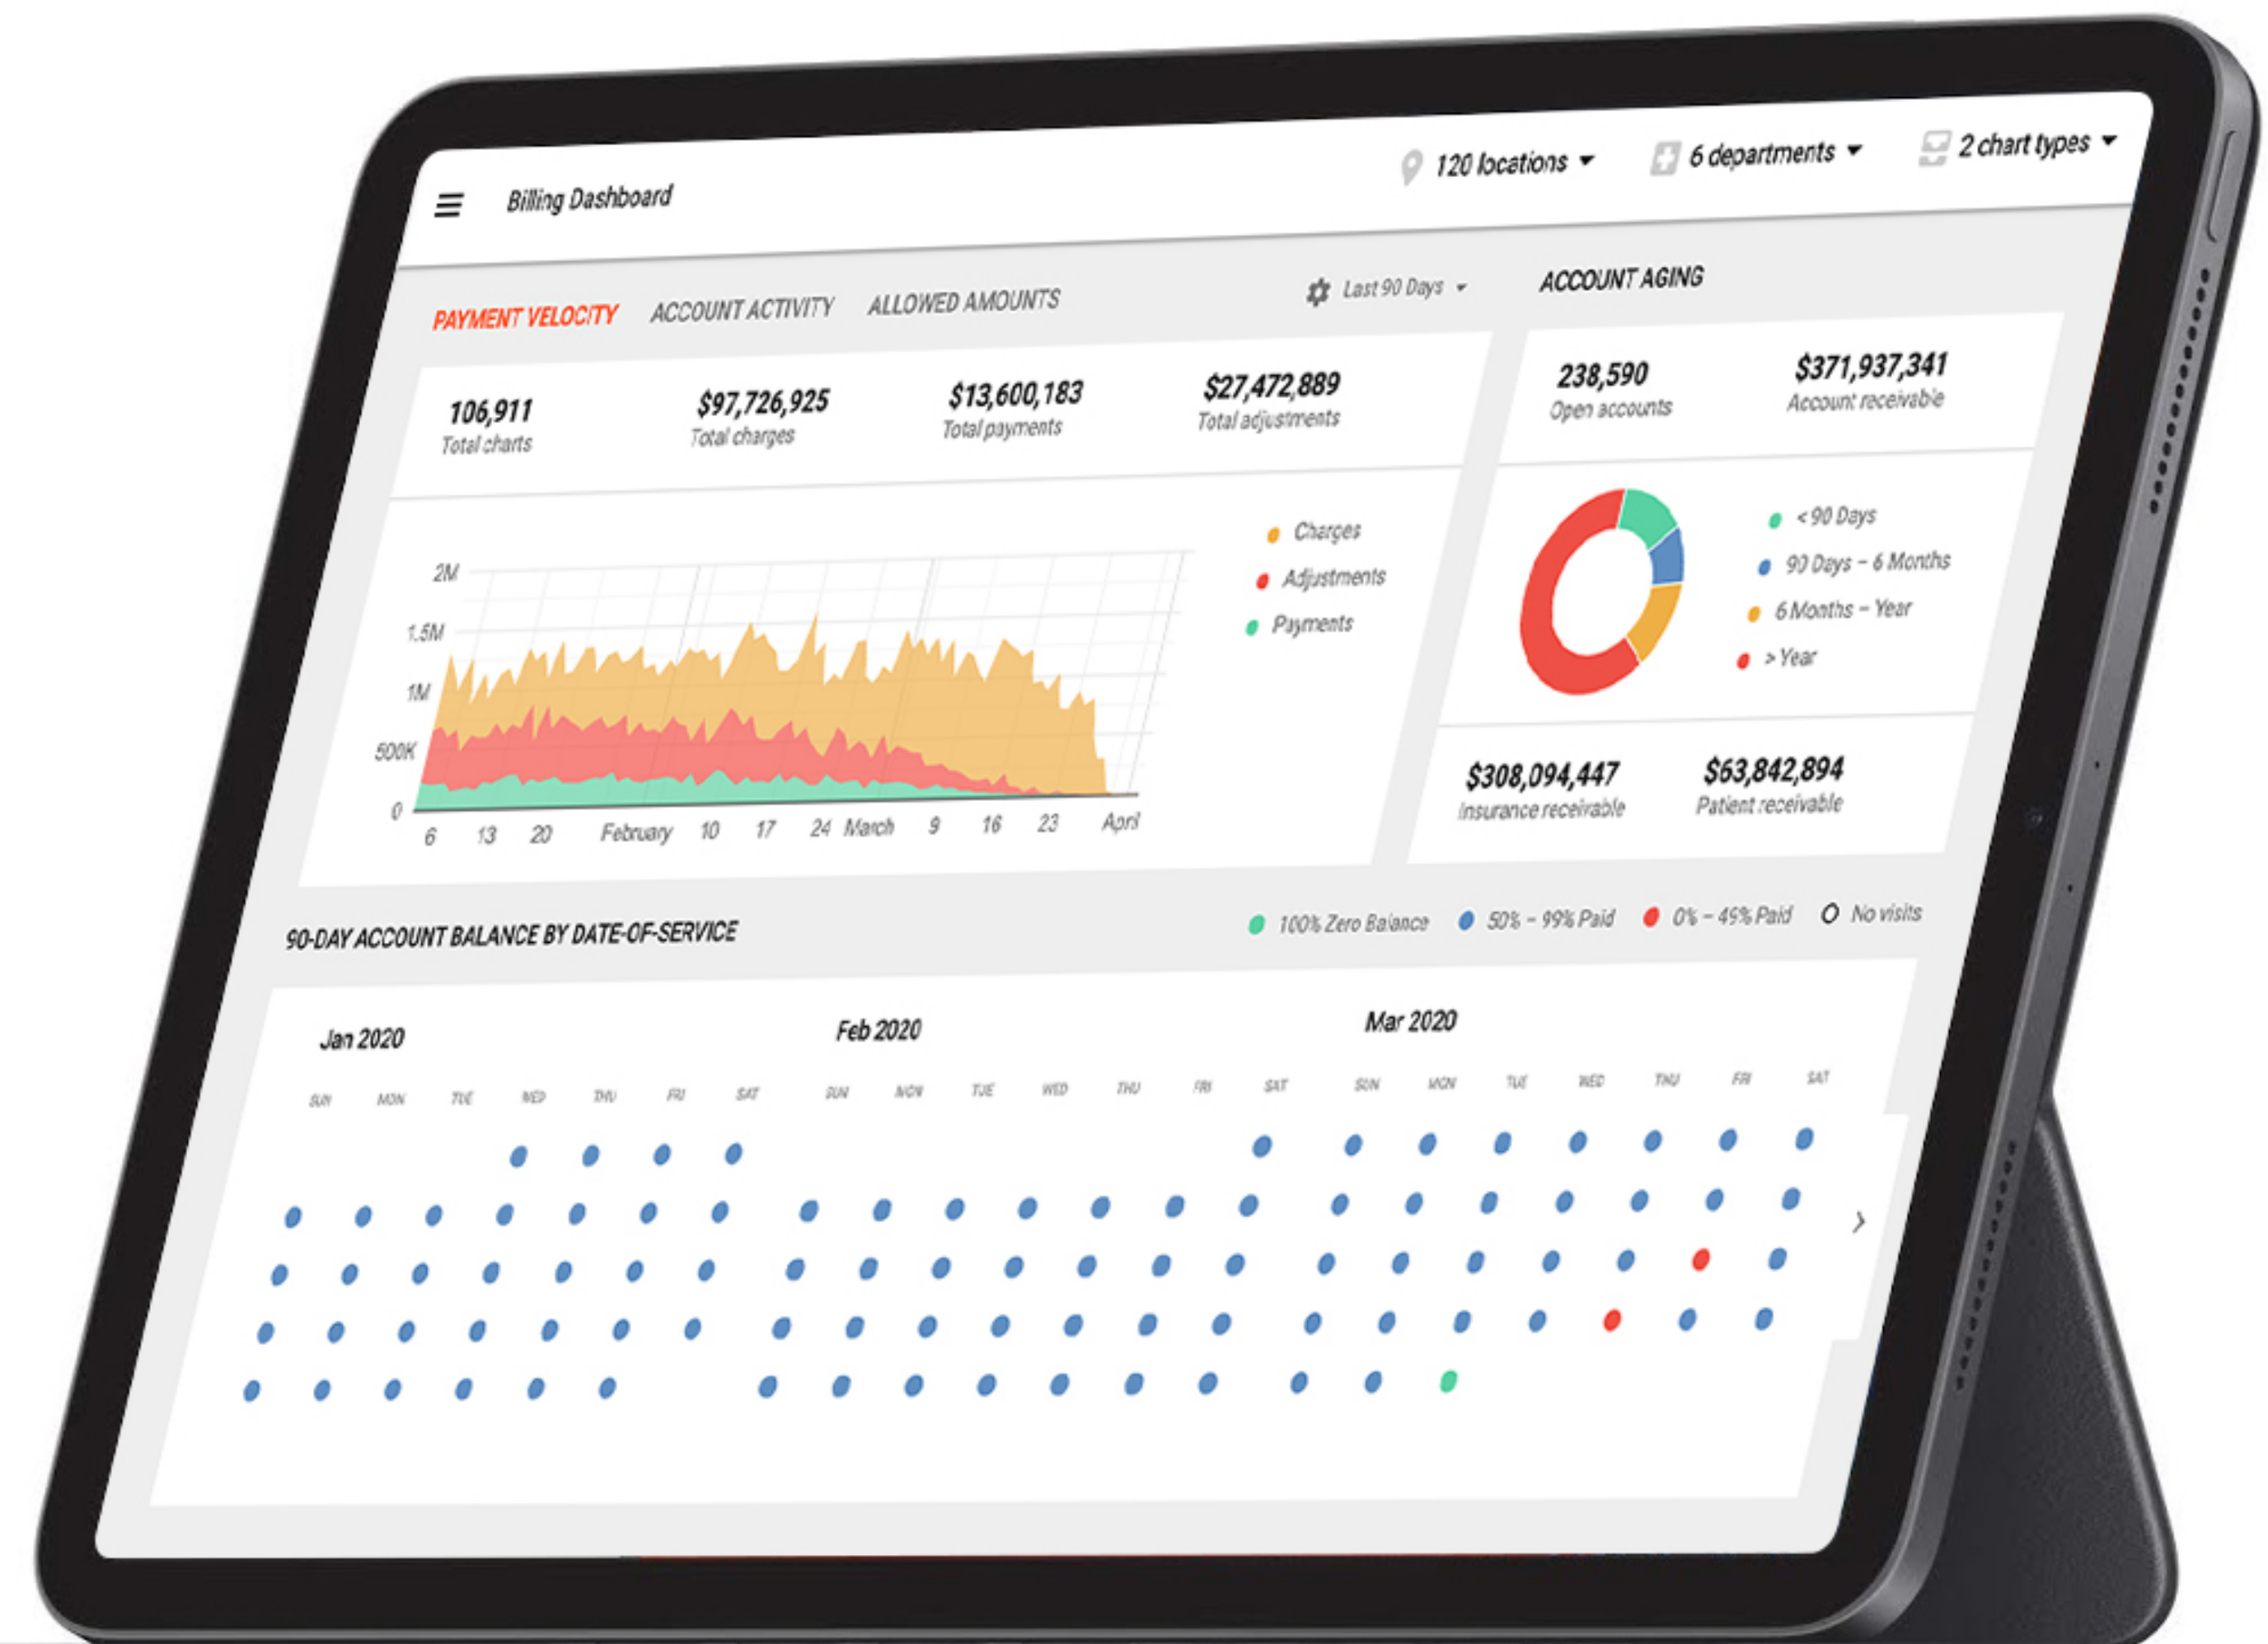 Billing Dashboard
120 locations
6 departments
2 chart types
PAYMENT VELOCITY
ACCOUNT ACTIVITY
ALLOWED AMOUNTS
Last 90 Days
106,911
Total charts
$97,726,925
Total charges
$13,600,183
Total payments
$27,472,889
Total adjustments
2M
1.5M
1M
500K
0
6 13 20 February 10 17 24 March 9 16 23 April
Charges
Adjustments
Payments
ACCOUNT AGING
238,590
Open accounts
$371,937,341
Account receivable
< 90 Days
90 Days – 6 Months
6 Months – Year
> Year
$308,094,447
Insurance receivable
$63,842,894
Patient receivable
90-DAY ACCOUNT BALANCE BY DATE-OF-SERVICE
100% Zero Balance
50% – 99% Paid
0% – 49% Paid
No visits
Jan 2020
SUN MON TUE WED THU FRI SAT
Feb 2020
SUN MON TUE WED THU FRI SAT
Mar 2020
SUN MON TUE WED THU FRI SAT